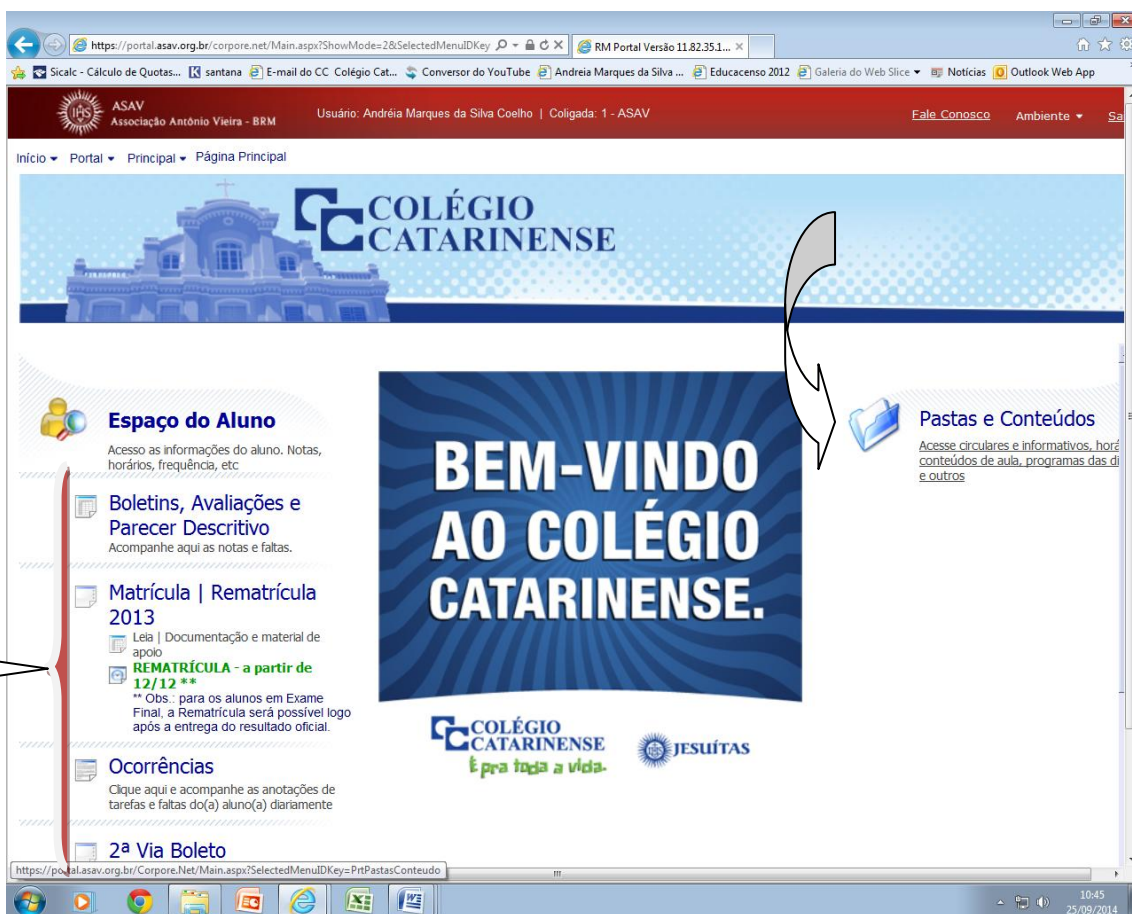 https://portal.asav.org.br/corpore.net/Main.aspx?ShowMode=2&SelectedMenuIDKey
RM Portal Versão 11.82.35.1...
Sicalc - Cálculo de Quotas...
santana
E-mail do CC Colégio Cat...
Conversor do YouTube
Andreia Marques da Silva ...
Educacenso 2012
Galeria do Web Slice
Notícias
Outlook Web App
ASAV
Associação Antônio Vieira - BRM
Usuário: Andréia Marques da Silva Coelho | Coligada: 1 - ASAV
Fale Conosco
Ambiente
Sa
Início
Portal
Principal
Página Principal
COLÉGIO
CATARINENSE
Espaço do Aluno
Acesso as informações do aluno. Notas,
horários, frequência, etc
Boletins, Avaliações e
Parecer Descritivo
Acompanhe aqui as notas e faltas.
Matrícula | Rematrícula
2013
Leia | Documentação e material de
apoio
REMATRÍCULA - a partir de
12/12 **
** Obs.: para os alunos em Exame
Final, a Rematrícula será possível logo
após a entrega do resultado oficial.
Ocorrências
Clique aqui e acompanhe as anotações de
tarefas e faltas do(a) aluno(a) diariamente
2ª Via Boleto
BEM-VINDO
AO COLÉGIO
CATARINENSE.
COLÉGIO
CATARINENSE
É pra toda a vida.
IHS
JESUÍTAS
Pastas e Conteúdos
Acesse circulares e informativos, horá
conteúdos de aula, programas das di
e outros
https://portal.asav.org.br/Corpore.Net/Main.aspx?SelectedMenuIDKey=PrtPastasConteudo
10:45
25/09/2014